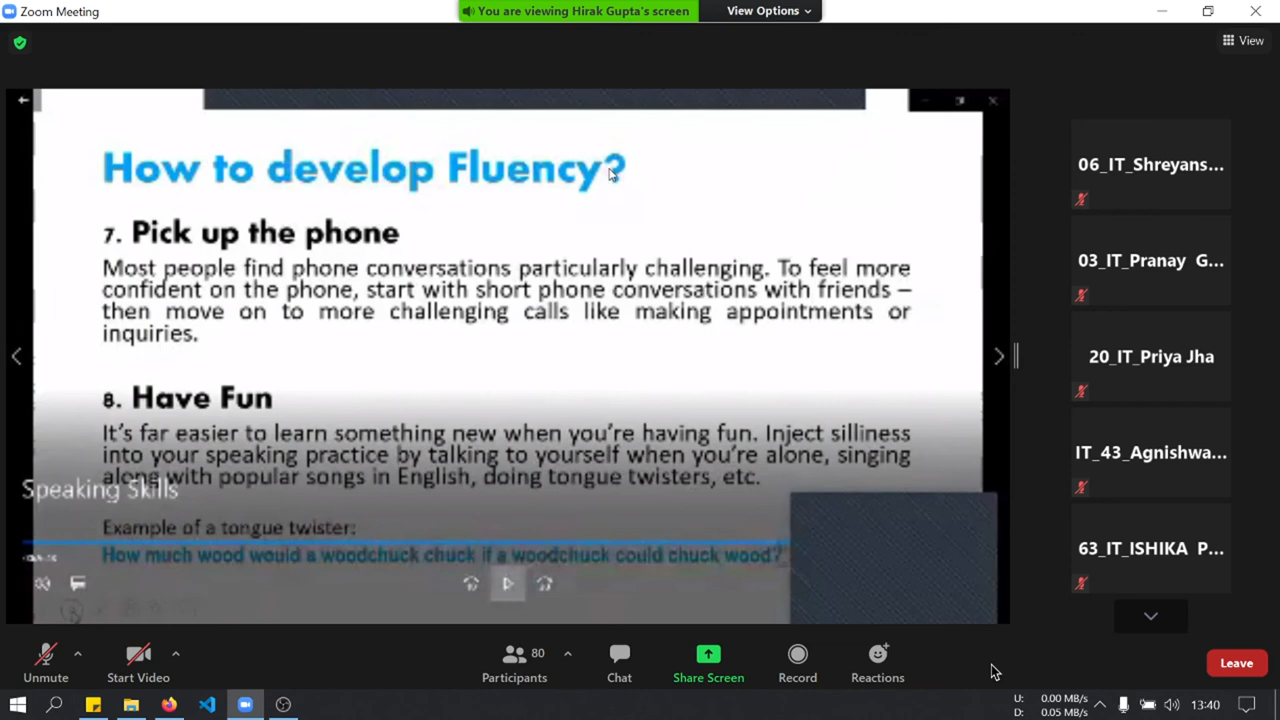 Zoom Meeting
You are viewing Hirak Gupta's screen
View Options
View
How to develop Fluency?
7. Pick up the phone
Most people find phone conversations particularly challenging. To feel more
confident on the phone, start with short phone conversations with friends –
then move on to more challenging calls like making appointments or
inquiries.
8. Have Fun
It's far easier to learn something new when you're having fun. Inject silliness
into your speaking practice by talking to yourself when you're alone, singing
along with popular songs in English, doing tongue twisters, etc.
Speaking Skills
Example of a tongue twister:
How much wood would a woodchuck chuck if a woodchuck could chuck wood?
06_IT_Shreyans...
03_IT_Pranay G...
20_IT_Priya Jha
IT_43_Agnishwa...
63_IT_ISHIKA P...
Unmute
Start Video
80
Participants
Chat
Share Screen
Record
Reactions
Leave
U: 0.00 MB/s
D: 0.05 MB/s
13:40